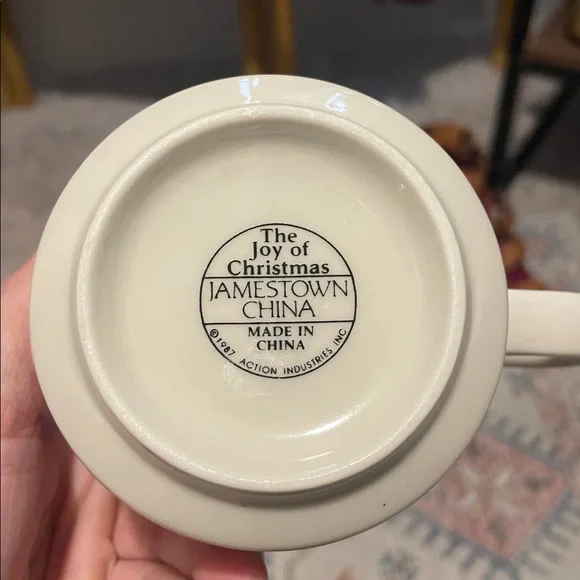 The
Joy of
Christmas
JAMESTOWN
CHINA
MADE IN
CHINA
©1987 ACTION INDUSTRIES INC